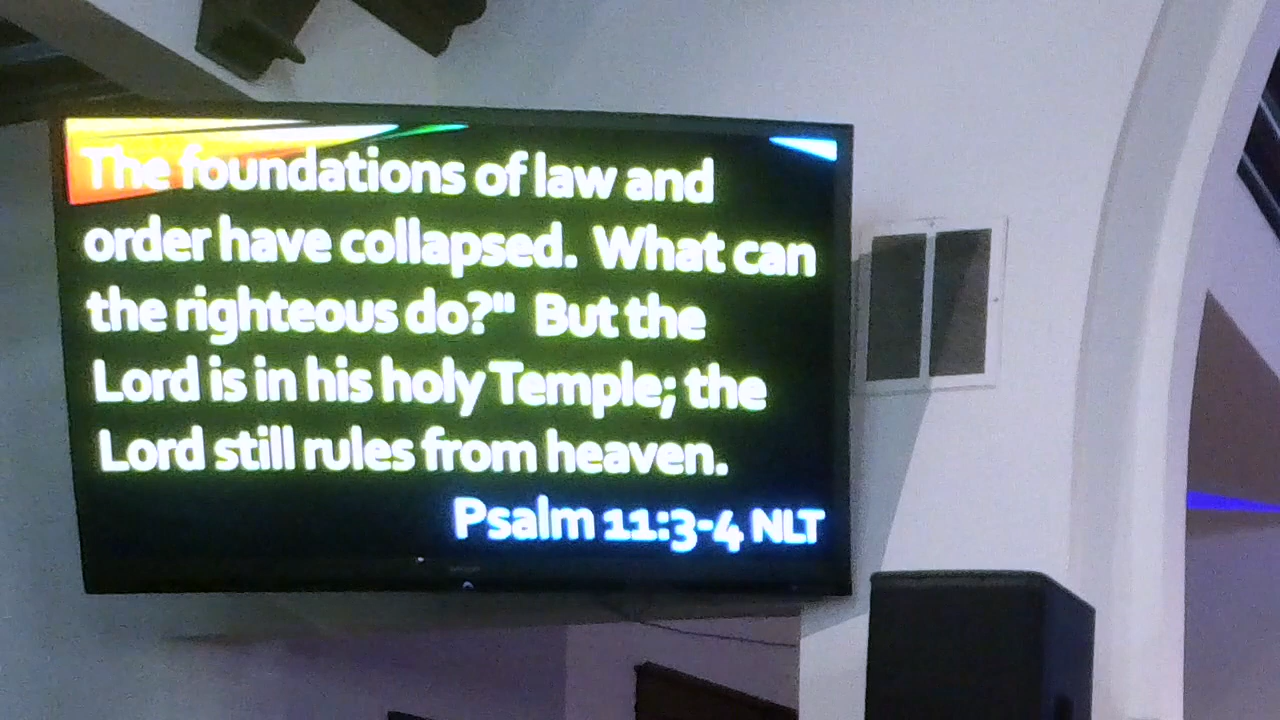 The foundations of law and
order have collapsed. What can
the righteous do?" But the
Lord is in his holy Temple; the
Lord still rules from heaven.
Psalm 11:3-4 NLT